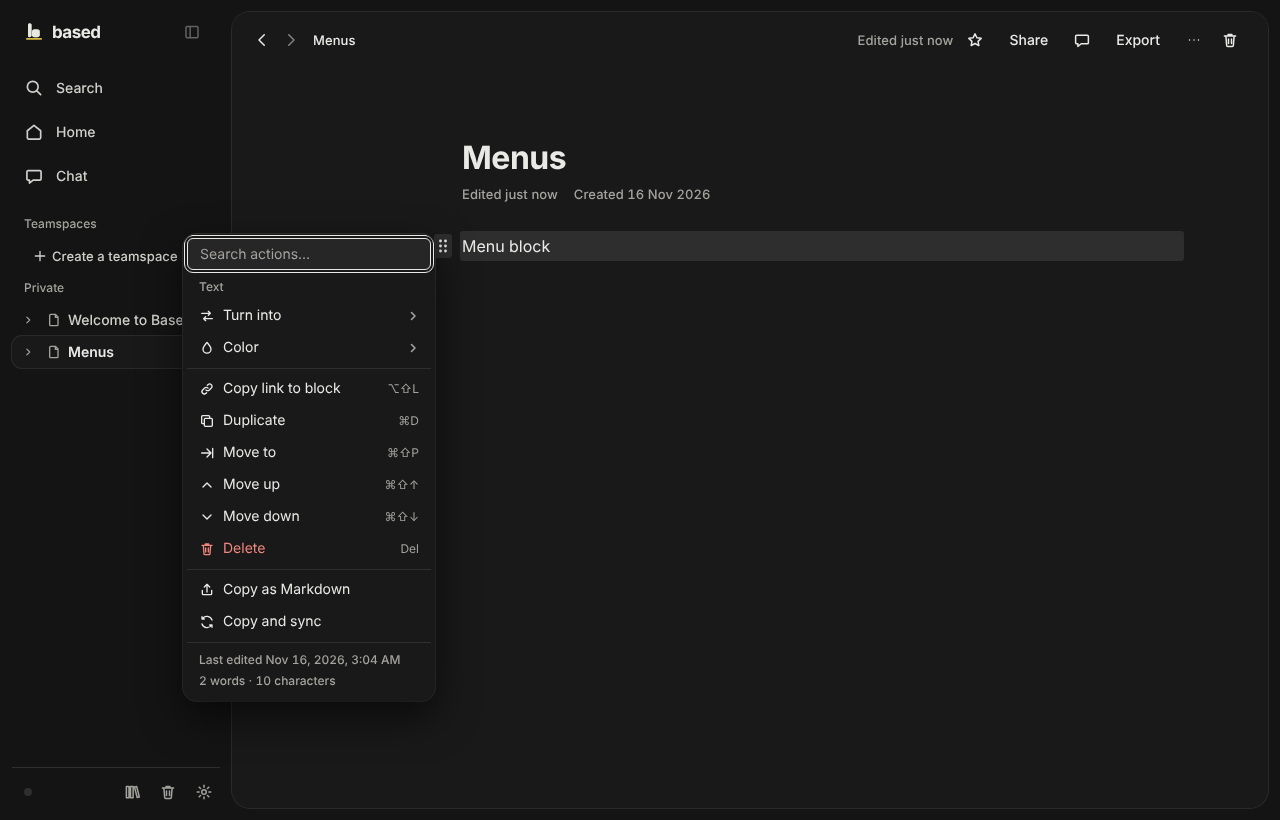 based
Search
Home
Chat
Teamspaces
Create a teamspace
Private
Welcome to Base
Menus
Menus
Edited just now
Share
Export
Menus
Edited just now Created 16 Nov 2026
Menu block
Search actions...
Text
Turn into
Color
Copy link to block ⌥⇧L
Duplicate ⌘D
Move to ⌘⇧P
Move up ⌘⇧↑
Move down ⌘⇧↓
Delete Del
Copy as Markdown
Copy and sync
Last edited Nov 16, 2026, 3:04 AM
2 words · 10 characters